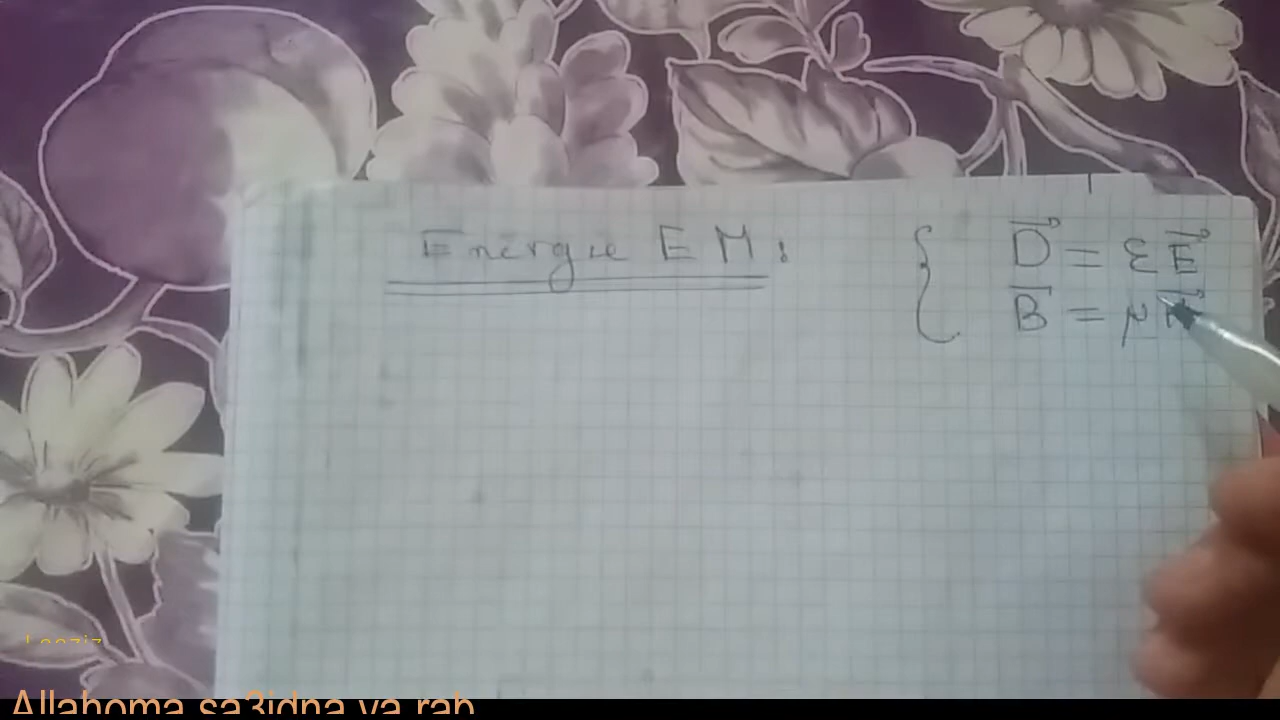 Energie EM:
{ D⃗ = εE⃗
B⃗ = μ
Allahoma sa3idna ya rab